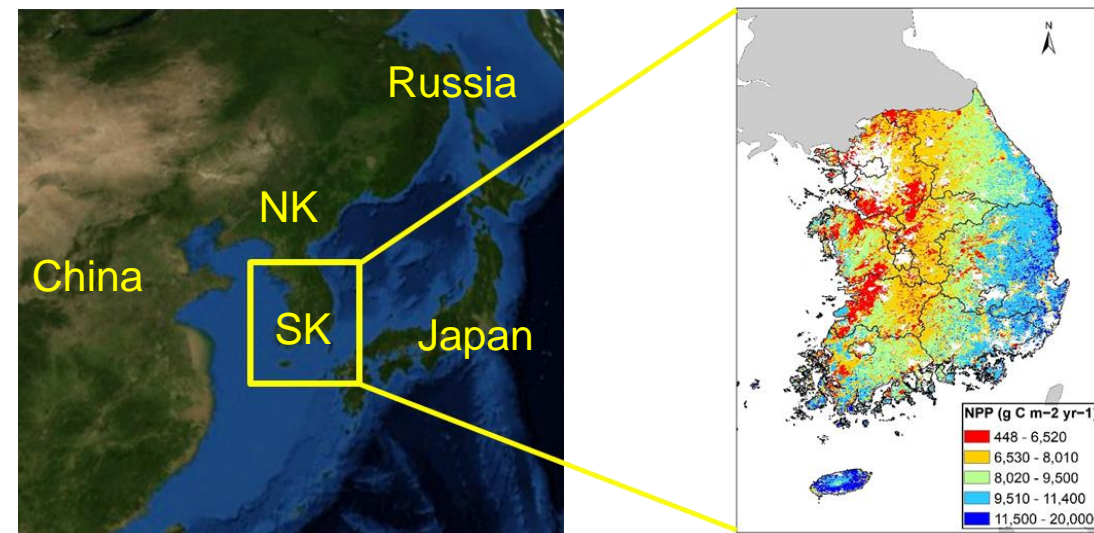 Russia
NK
China
SK
Japan
N
NPP (g C m−2 yr−1)
448 - 6,520
6,530 - 8,010
8,020 - 9,500
9,510 - 11,400
11,500 - 20,000